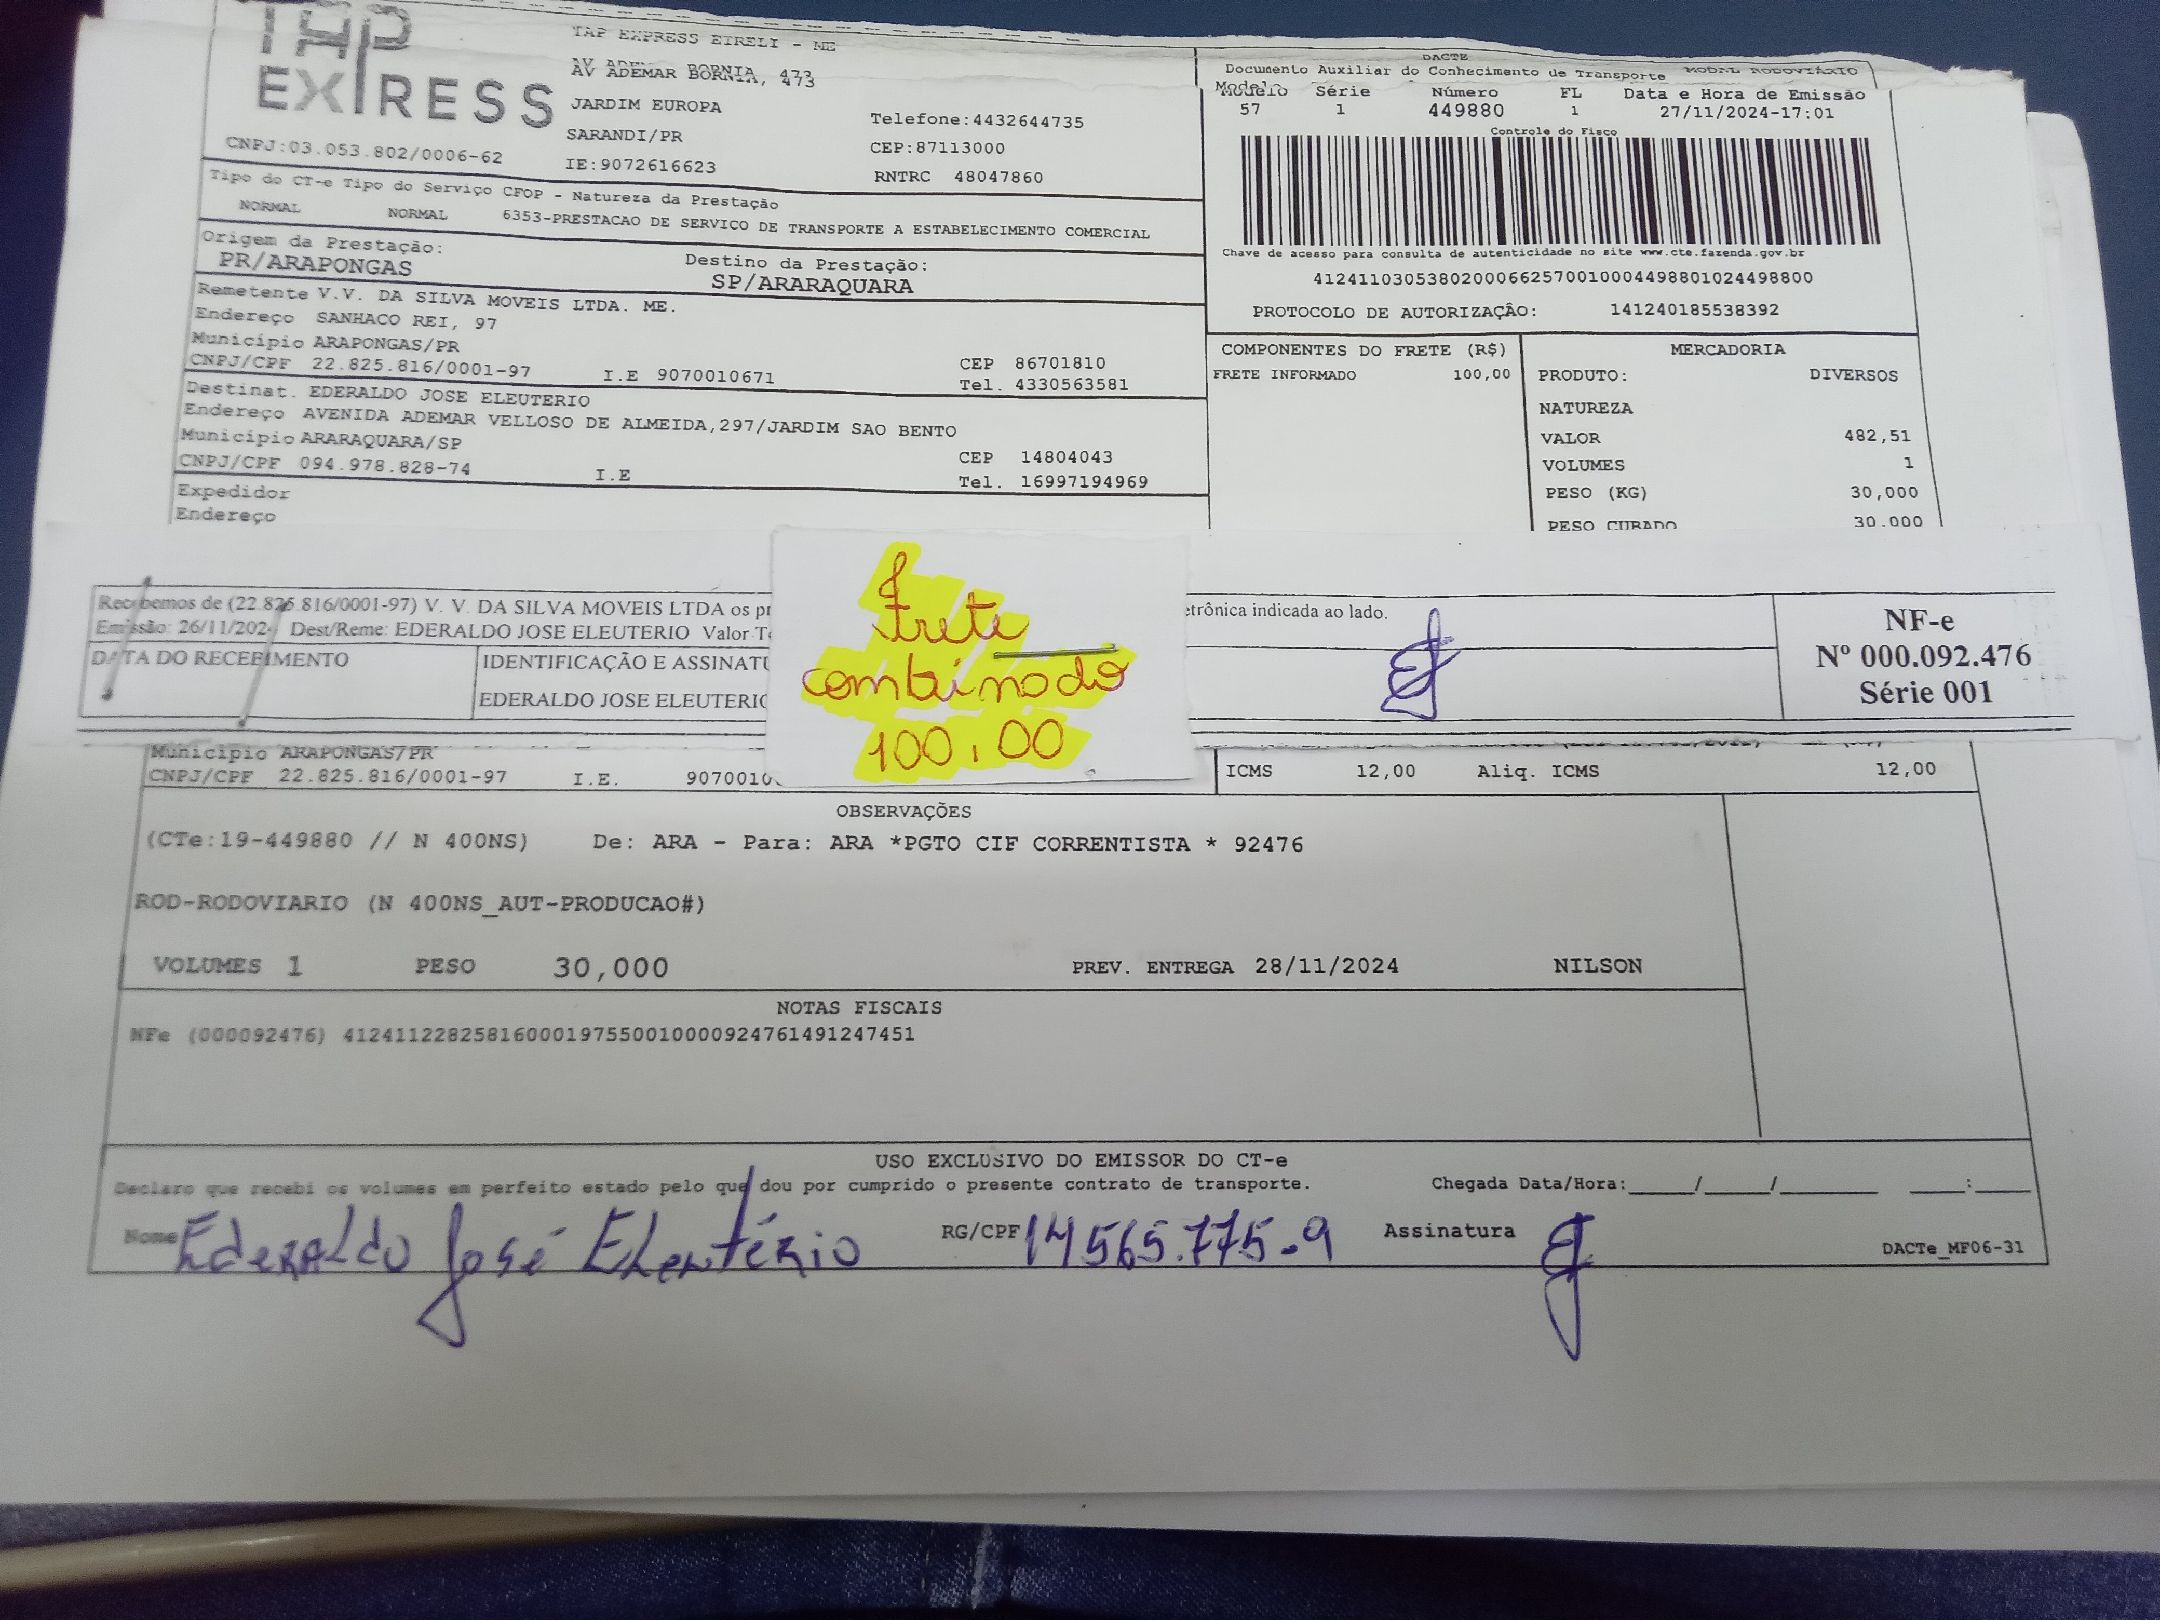 TAP
EXPRESS
TAP EXPRESS EIRELI - ME
AV ADEMAR BORNIA, 473
JARDIM EUROPA
SARANDI/PR
IE:9072616623
Telefone:4432644735
CEP:87113000
RNTRC 48047860
CNPJ:03.053.802/0006-62
DACTE
Documento Auxiliar do Conhecimento de Transporte MODAL RODOVIÁRIO
Modelo Série Número FL Data e Hora de Emissão
57 1 449880 1 27/11/2024-17:01
Controle do Fisco
Chave de acesso para consulta de autenticidade no site www.cte.fazenda.gov.br
41241103053802000662570010004498801024498800
PROTOCOLO DE AUTORIZAÇÃO: 141240185538392
Tipo do CT-e Tipo do Serviço CFOP - Natureza da Prestação
NORMAL NORMAL 6353-PRESTACAO DE SERVICO DE TRANSPORTE A ESTABELECIMENTO COMERCIAL
Origem da Prestação: Destino da Prestação:
PR/ARAPONGAS SP/ARARAQUARA
Remetente V.V. DA SILVA MOVEIS LTDA. ME.
Endereço SANHACO REI, 97
Município ARAPONGAS/PR CEP 86701810
CNPJ/CPF 22.825.816/0001-97 I.E 9070010671 Tel. 4330563581
Destinat. EDERALDO JOSE ELEUTERIO
Endereço AVENIDA ADEMAR VELLOSO DE ALMEIDA,297/JARDIM SAO BENTO
Município ARARAQUARA/SP CEP 14804043
CNPJ/CPF 094.978.828-74 I.E Tel. 16997194969
Expedidor
Endereço
COMPONENTES DO FRETE (R$)
FRETE INFORMADO 100,00
MERCADORIA
PRODUTO: DIVERSOS
NATUREZA
VALOR 482,51
VOLUMES 1
PESO (KG) 30,000
PESO CUBADO 30.000
Recebemos de (22.825.816/0001-97) V. V. DA SILVA MOVEIS LTDA os pr
etrônica indicada ao lado.
Emissão: 26/11/2024 Dest/Reme: EDERALDO JOSE ELEUTERIO Valor T
DATA DO RECEBIMENTO IDENTIFICAÇÃO E ASSINATU
EDERALDO JOSE ELEUTERIO
NF-e
Nº 000.092.476
Série 001
Frete
combinado
100,00
Município ARAPONGAS/PR
CNPJ/CPF 22.825.816/0001-97 I.E. 907001
ICMS 12,00 Aliq. ICMS 12,00
OBSERVAÇÕES
(CTe:19-449880 // N 400NS) De: ARA - Para: ARA *PGTO CIF CORRENTISTA * 92476
ROD-RODOVIARIO (N 400NS_AUT-PRODUCAO#)
VOLUMES 1 PESO 30,000 PREV. ENTREGA 28/11/2024 NILSON
NOTAS FISCAIS
NFe (000092476) 41241122825816000197550010000924761491247451
USO EXCLUSIVO DO EMISSOR DO CT-e
Declaro que recebi os volumes em perfeito estado pelo que dou por cumprido o presente contrato de transporte. Chegada Data/Hora:____/____/______ ____:____
Nome Ederaldo José Eleutério RG/CPF 14565.775-9 Assinatura
DACTe_MF06-31